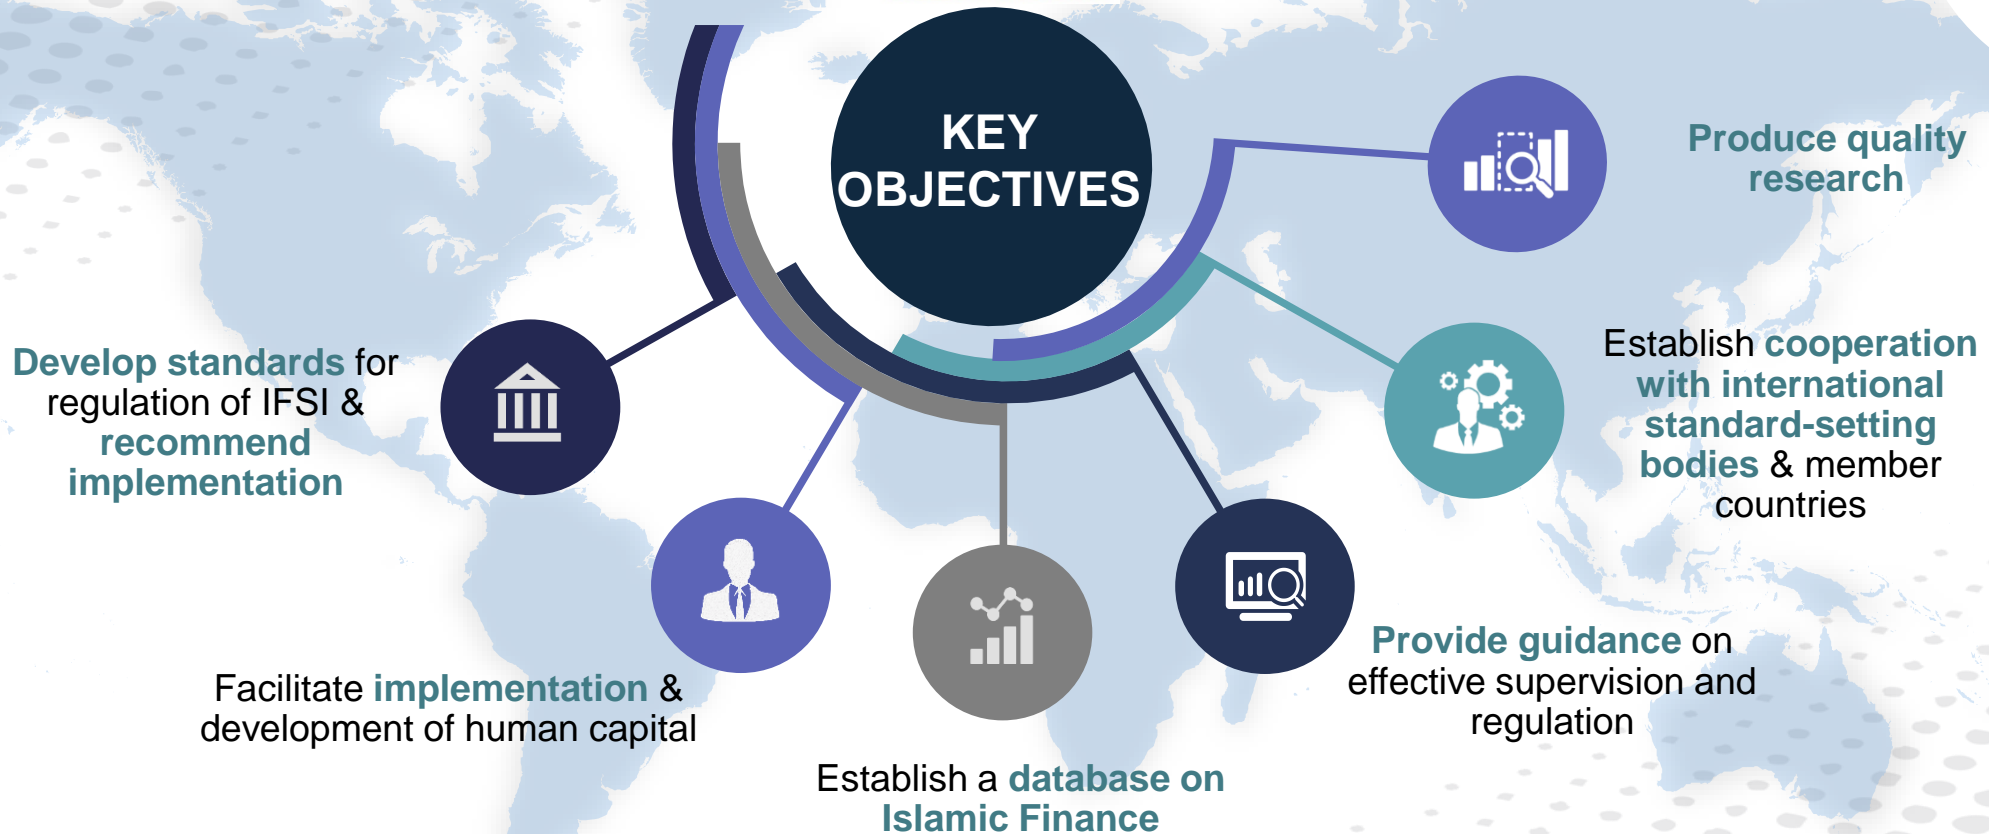 KEY
OBJECTIVES
Develop standards for
regulation of IFSI &
recommend
implementation
Facilitate implementation &
development of human capital
Establish a database on
Islamic Finance
Provide guidance on
effective supervision and
regulation
Establish cooperation
with international
standard-setting
bodies & member
countries
Produce quality
research